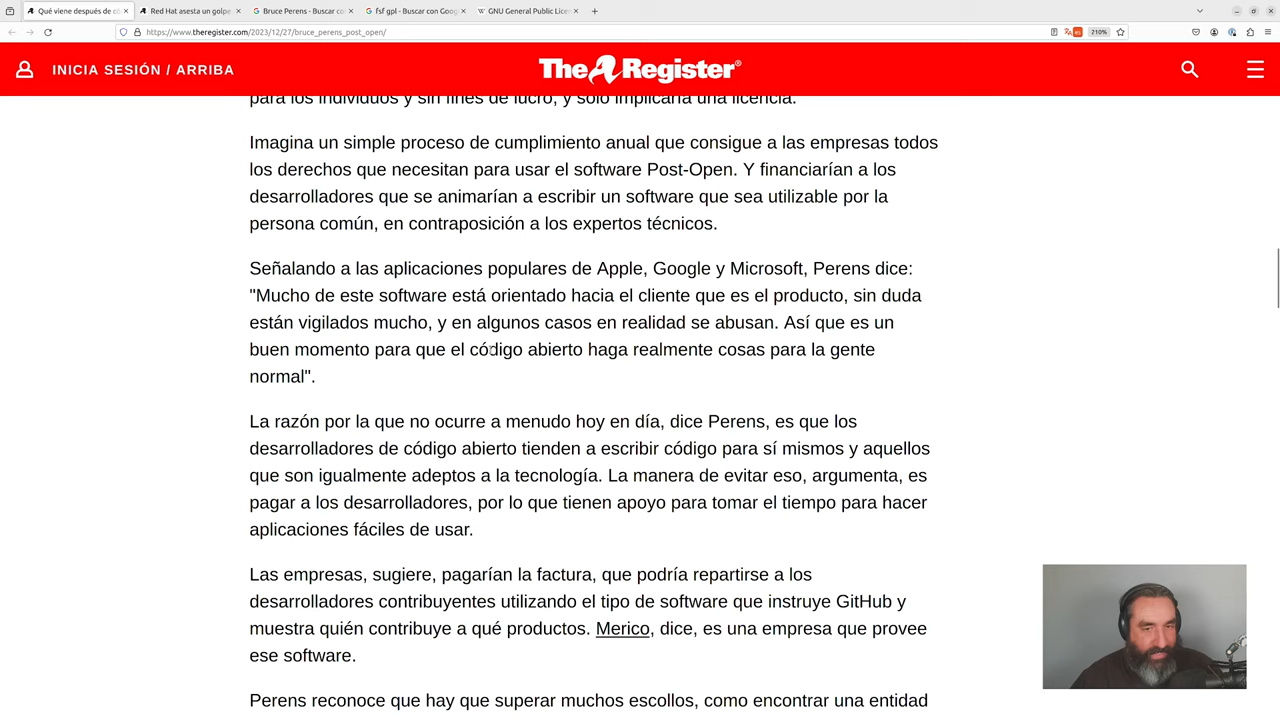 Qué viene después de có
Red Hat asesta un golpe
Bruce Perens - Buscar co
fsf gpl - Buscar con Goog
GNU General Public Licen
https://www.theregister.com/2023/12/27/bruce_perens_post_open/
210%
INICIA SESIÓN / ARRIBA
The Register®
para los individuos y sin fines de lucro, y sólo implicaría una licencia.
Imagina un simple proceso de cumplimiento anual que consigue a las empresas todos
los derechos que necesitan para usar el software Post-Open. Y financiarían a los
desarrolladores que se animarían a escribir un software que sea utilizable por la
persona común, en contraposición a los expertos técnicos.
Señalando a las aplicaciones populares de Apple, Google y Microsoft, Perens dice:
"Mucho de este software está orientado hacia el cliente que es el producto, sin duda
están vigilados mucho, y en algunos casos en realidad se abusan. Así que es un
buen momento para que el código abierto haga realmente cosas para la gente
normal".
La razón por la que no ocurre a menudo hoy en día, dice Perens, es que los
desarrolladores de código abierto tienden a escribir código para sí mismos y aquellos
que son igualmente adeptos a la tecnología. La manera de evitar eso, argumenta, es
pagar a los desarrolladores, por lo que tienen apoyo para tomar el tiempo para hacer
aplicaciones fáciles de usar.
Las empresas, sugiere, pagarían la factura, que podría repartirse a los
desarrolladores contribuyentes utilizando el tipo de software que instruye GitHub y
muestra quién contribuye a qué productos. Merico, dice, es una empresa que provee
ese software.
Perens reconoce que hay que superar muchos escollos, como encontrar una entidad